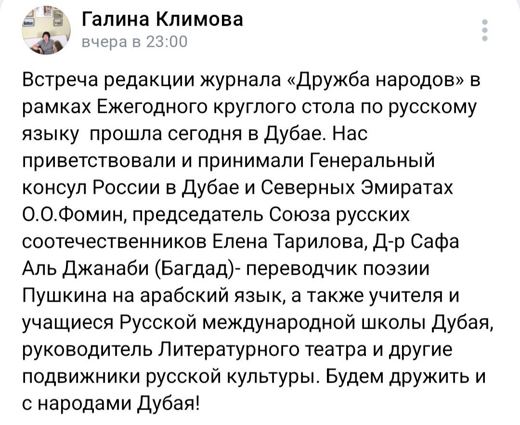 Галина Климова
вчера в 23:00
Встреча редакции журнала «Дружба народов» в
рамках Ежегодного круглого стола по русскому
языку прошла сегодня в Дубае. Нас
приветствовали и принимали Генеральный
консул России в Дубае и Северных Эмиратах
О.О.Фомин, председатель Союза русских
соотечественников Елена Тарилова, Д-р Сафа
Аль Джанаби (Багдад)- переводчик поэзии
Пушкина на арабский язык, а также учителя и
учащиеся Русской международной школы Дубая,
руководитель Литературного театра и другие
подвижники русской культуры. Будем дружить и
с народами Дубая!